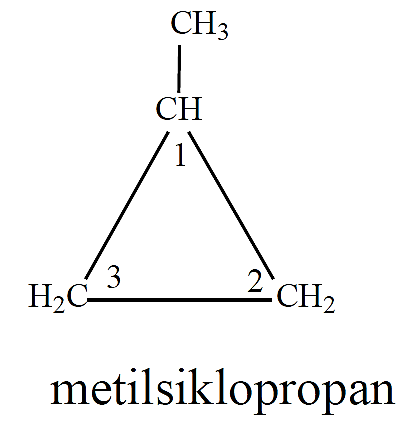 CH₃
CH
1
H₂C 3 2 CH₂
metilsiklopropan